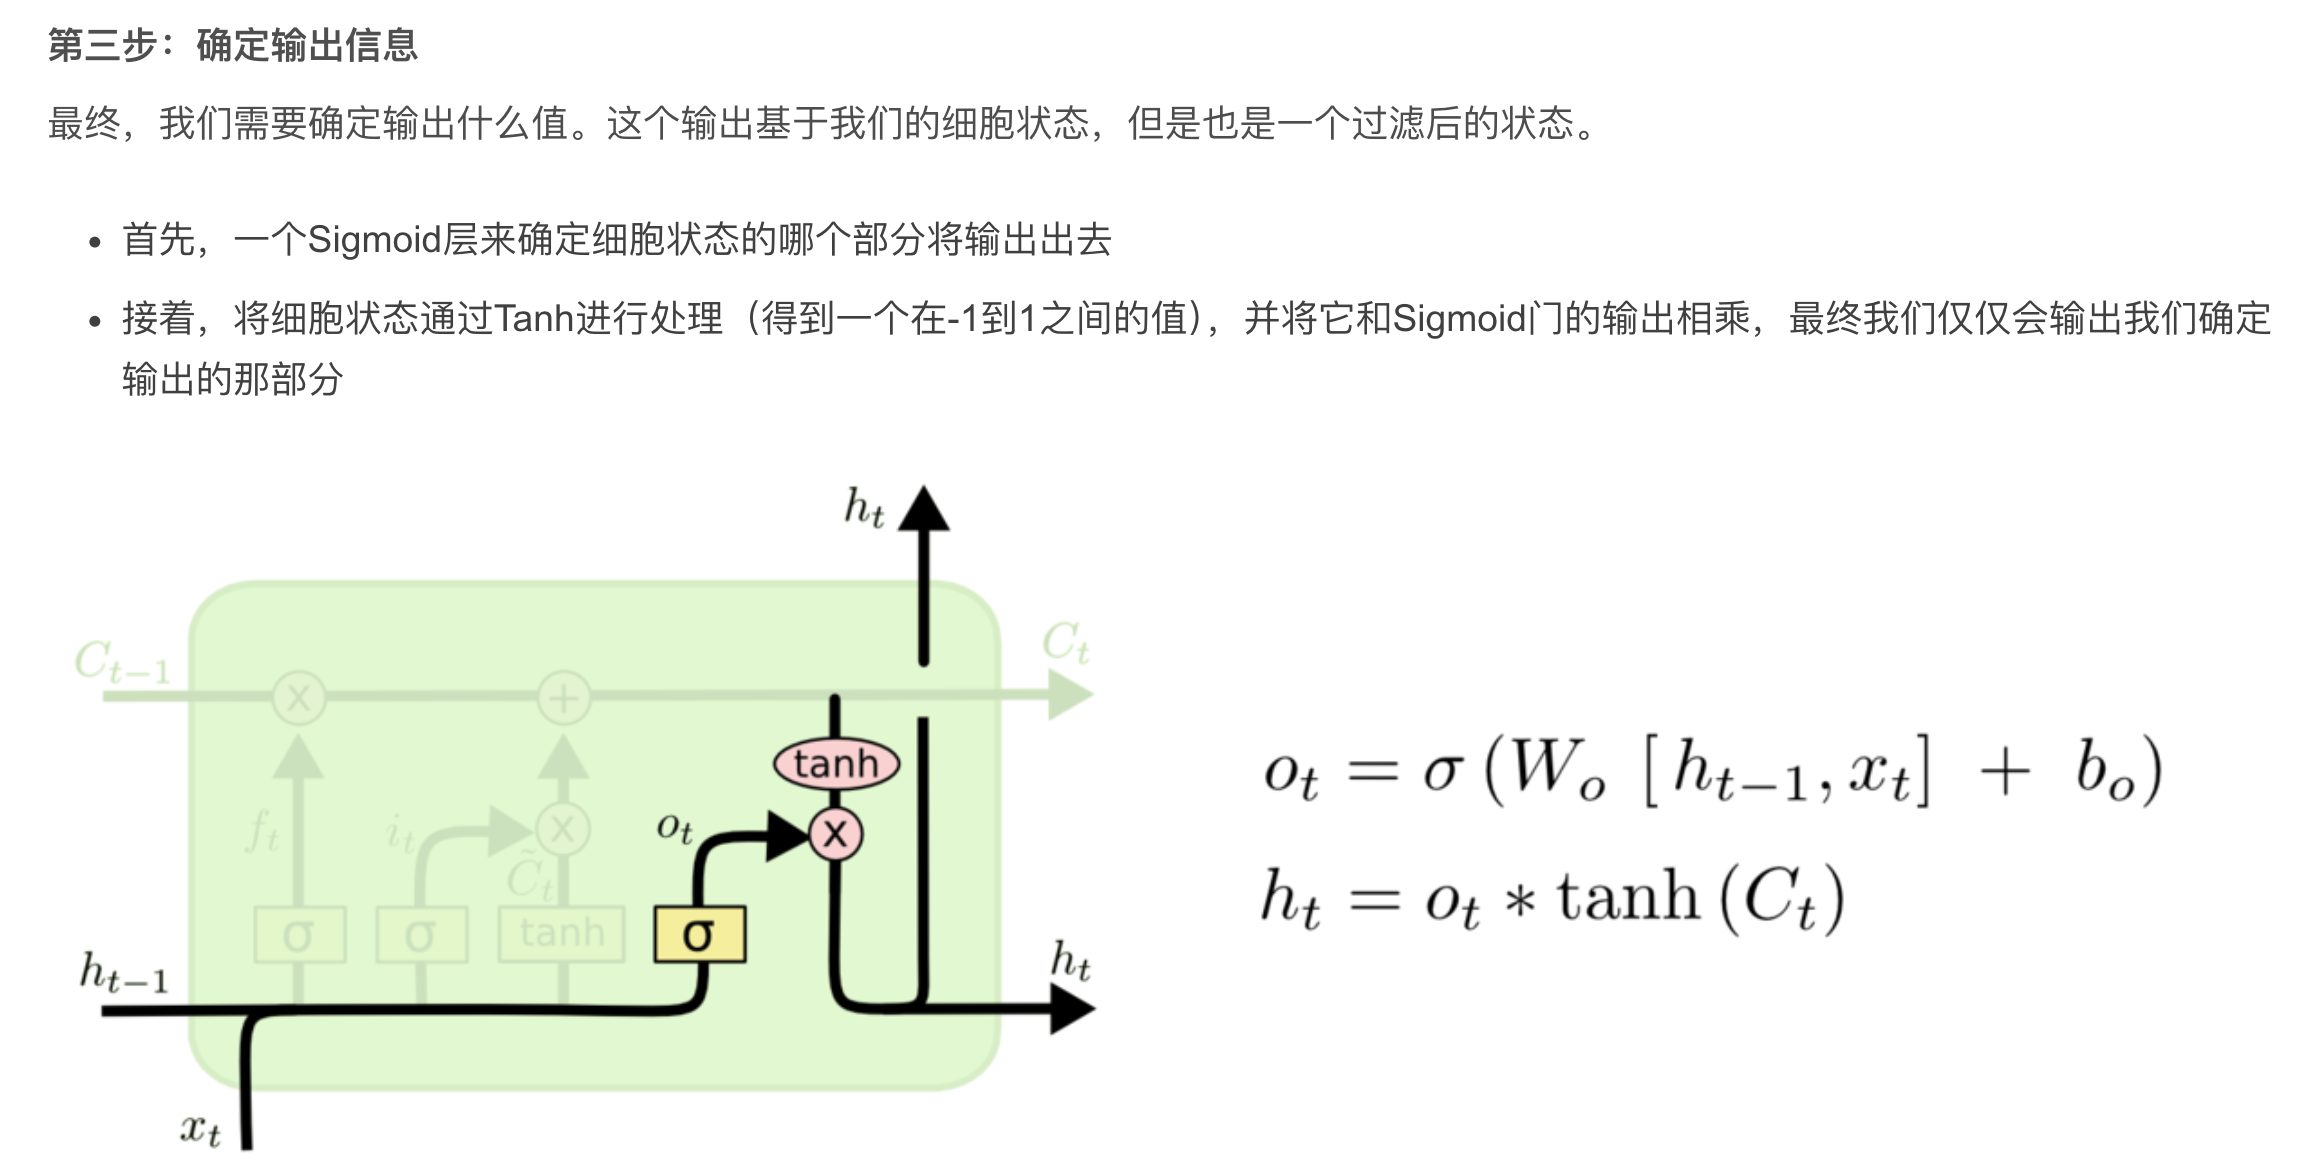 第三步：确定输出信息
最终，我们需要确定输出什么值。这个输出基于我们的细胞状态，但是也是一个过滤后的状态。
• 首先，一个Sigmoid层来确定细胞状态的哪个部分将输出出去
• 接着，将细胞状态通过Tanh进行处理（得到一个在-1到1之间的值），并将它和Sigmoid门的输出相乘，最终我们仅仅会输出我们确定
输出的那部分
h_t
C_{t-1}
C_t
x
+
tanh
f_t
i_t
x
o_t
x
C̃_t
σ
σ
tanh
σ
h_{t-1}
h_t
x_t
o_t = σ (W_o [h_{t-1}, x_t] + b_o)
h_t = o_t * tanh (C_t)